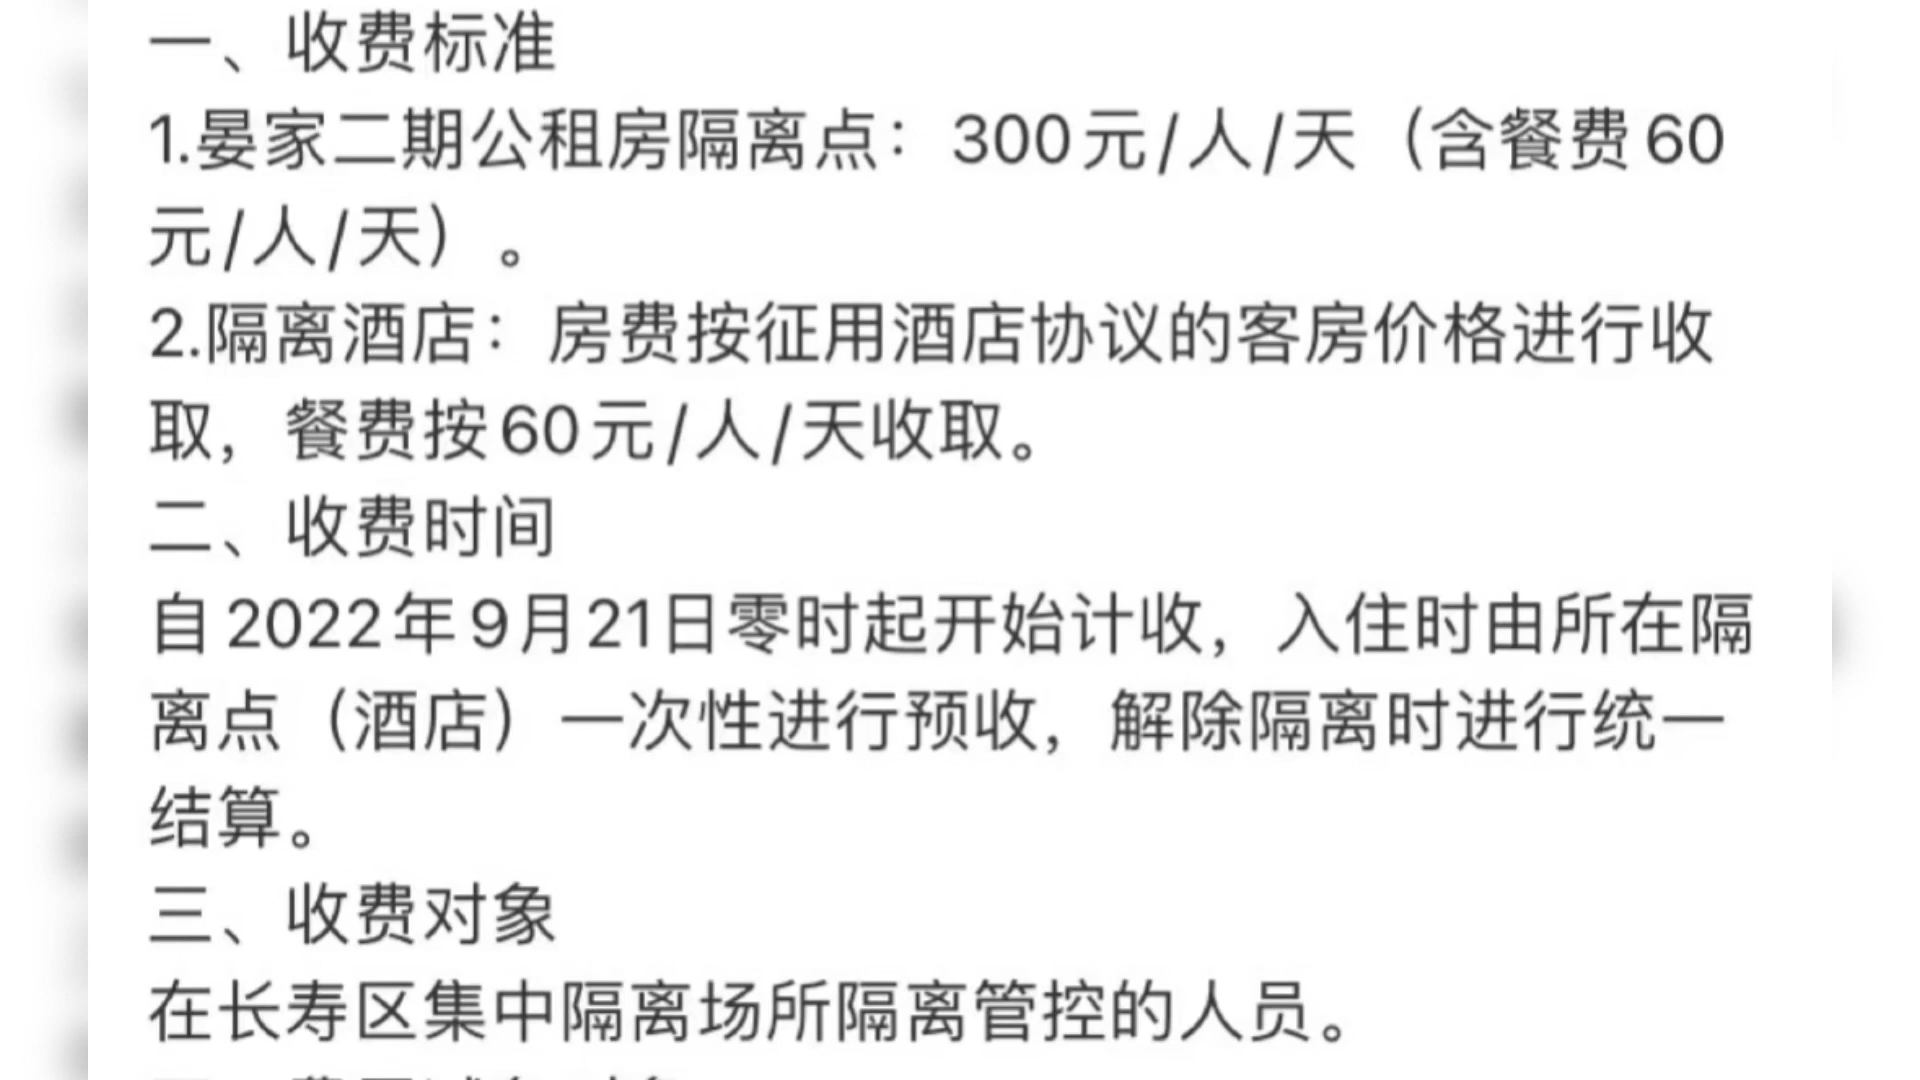 一、收费标准
1.晏家二期公租房隔离点：300元/人/天（含餐费60
元/人/天）。
2.隔离酒店：房费按征用酒店协议的客房价格进行收
取，餐费按60元/人/天收取。
二、收费时间
自2022年9月21日零时起开始计收，入住时由所在隔
离点（酒店）一次性进行预收，解除隔离时进行统一
结算。
三、收费对象
在长寿区集中隔离场所隔离管控的人员。